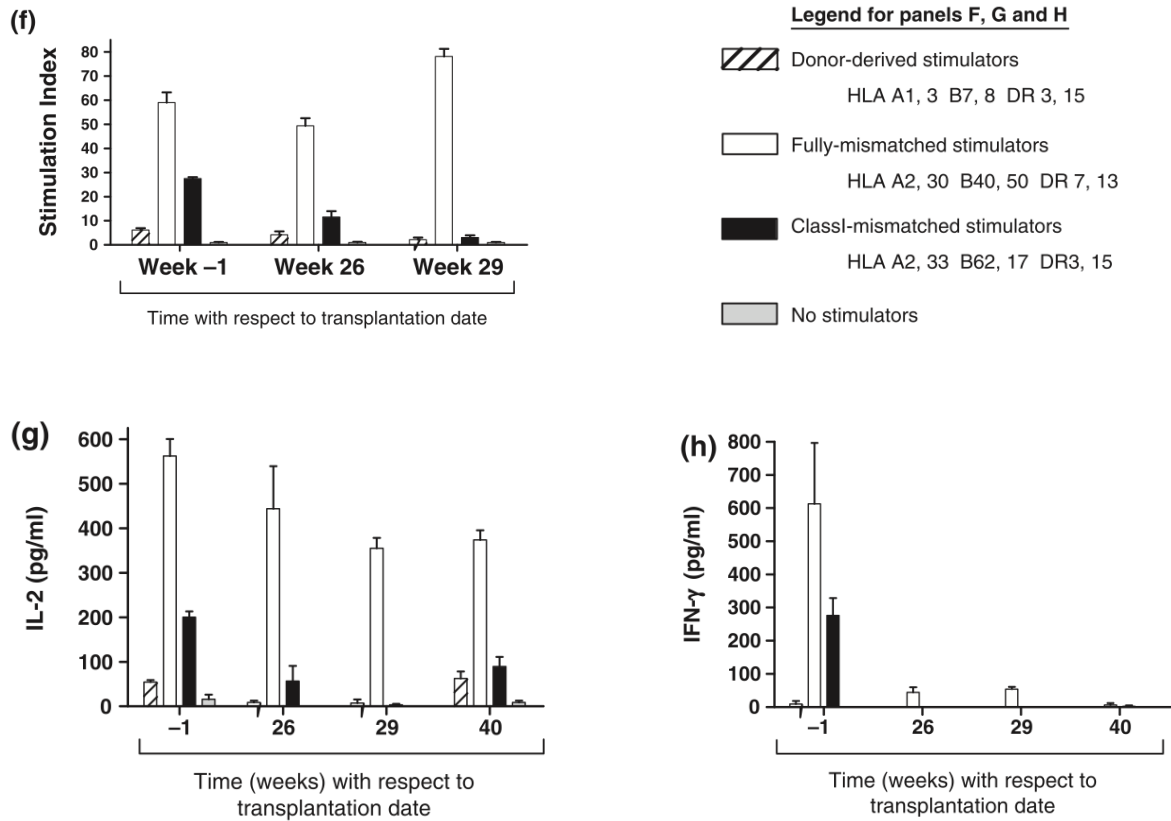 (f)
Stimulation Index
80
70
60
50
40
30
20
10
0
Week –1 Week 26 Week 29
Time with respect to transplantation date
Legend for panels F, G and H
Donor-derived stimulators
HLA A1, 3 B7, 8 DR 3, 15
Fully-mismatched stimulators
HLA A2, 30 B40, 50 DR 7, 13
ClassI-mismatched stimulators
HLA A2, 33 B62, 17 DR3, 15
No stimulators
(g)
IL-2 (pg/ml)
600
500
400
300
200
100
0
–1 26 29 40
Time (weeks) with respect to
transplantation date
(h)
IFN-γ (pg/ml)
800
700
600
500
400
300
200
100
0
–1 26 29 40
Time (weeks) with respect to
transplantation date